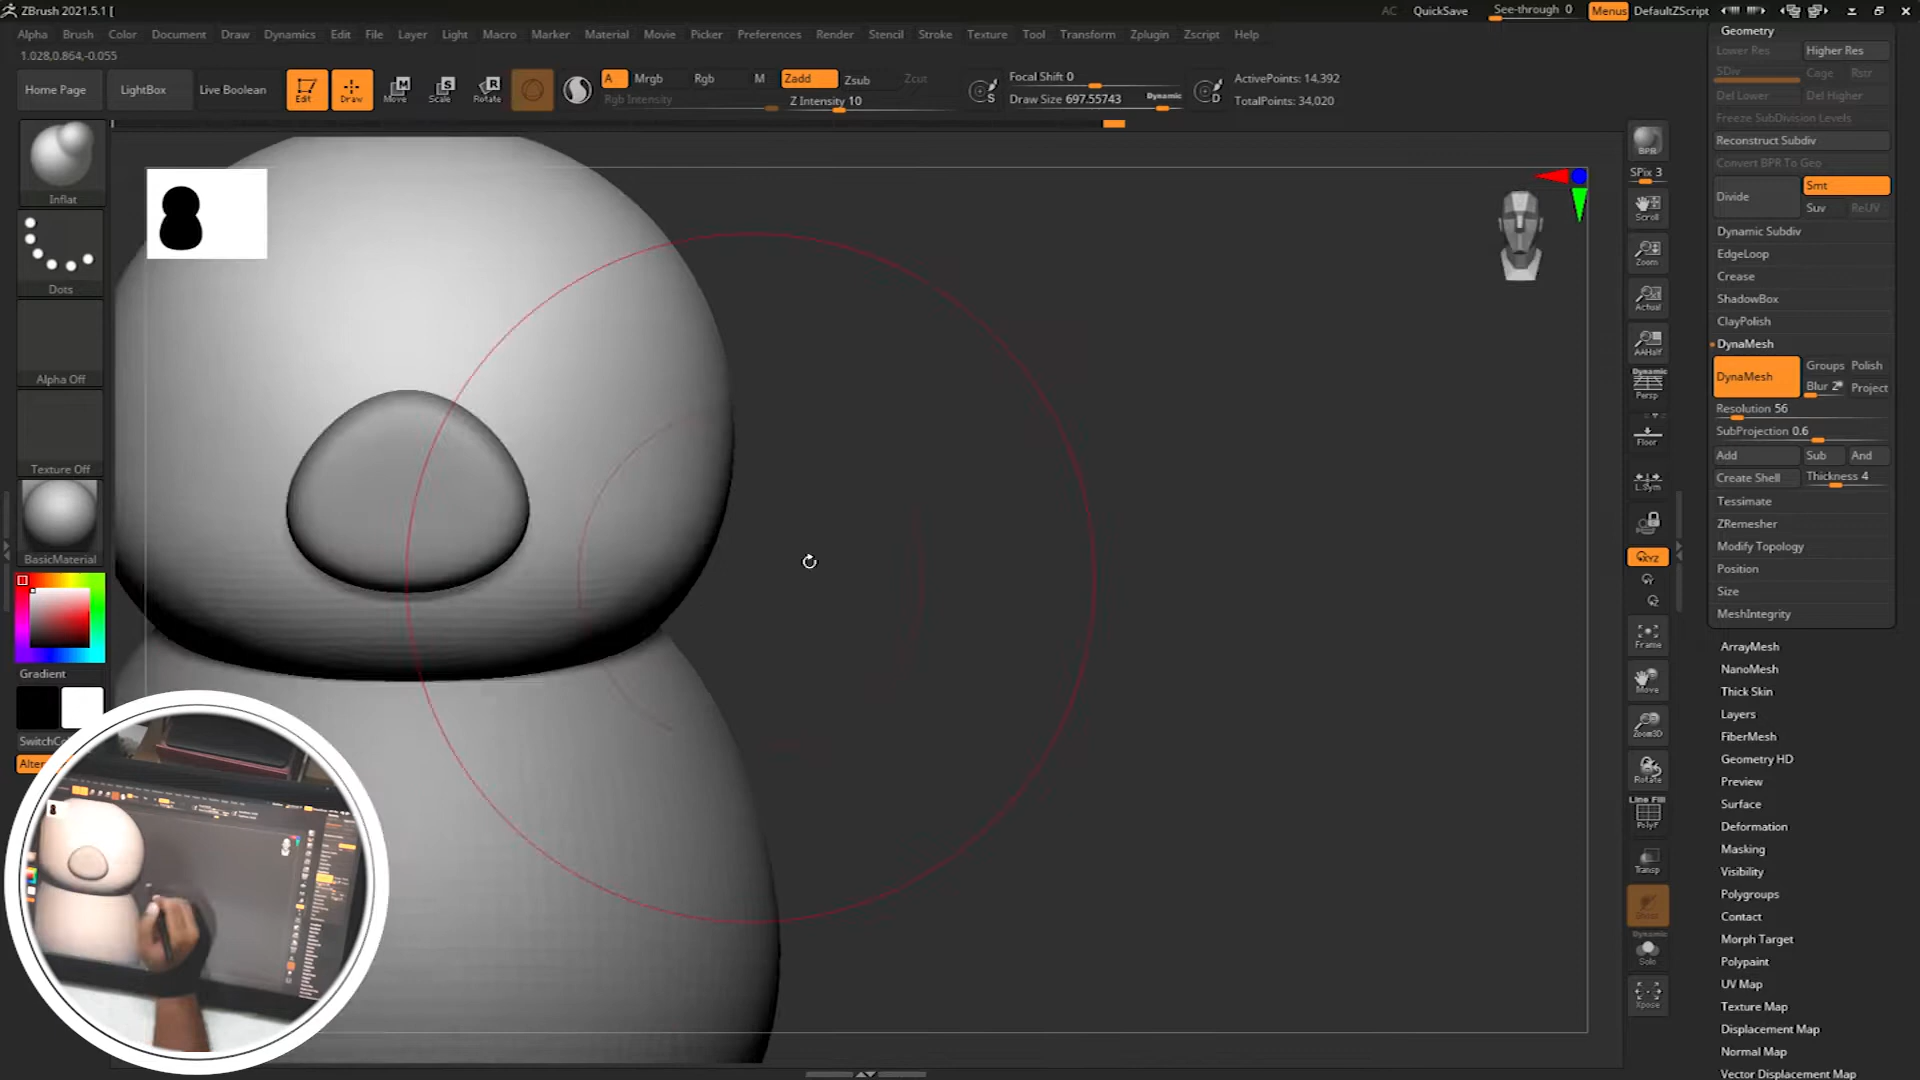 ZBrush 2021.5.1 [
AC QuickSave See-through 0 Menus DefaultZScript
Alpha Brush Color Document Draw Dynamics Edit File Layer Light Macro Marker Material Movie Picker Preferences Render Stencil Stroke Texture Tool Transform Zplugin Zscript Help
1.028,0.864,-0.055
Home Page LightBox Live Boolean Edit Draw Move Scale Rotate
A Mrgb Rgb M Zadd Zsub Zcut
Rgb Intensity Z Intensity 10
S Focal Shift 0
Draw Size 697.55743 Dynamic
D ActivePoints: 14,392
TotalPoints: 34,020
Inflat
Dots
Alpha Off
Texture Off
BasicMaterial
Gradient
BPR
SPix 3
Scroll
Zoom
Actual
AAHalf
Dynamic
Persp
Floor
L.Sym
XYZ
Frame
Move
Zoom3D
Rotate
Line Fill
PolyF
Transp
Ghost
Dynamic
Solo
Xpose
Geometry
Lower Res Higher Res
SDiv Cage Rstr
Del Lower Del Higher
Freeze SubDivision Levels
Reconstruct Subdiv
Convert BPR To Geo
Divide Smt
Suv ReUV
Dynamic Subdiv
EdgeLoop
Crease
ShadowBox
ClayPolish
DynaMesh
DynaMesh Groups Polish
Blur 2 Project
Resolution 56
SubProjection 0.6
Add Sub And
Create Shell Thickness 4
Tessimate
ZRemesher
Modify Topology
Position
Size
MeshIntegrity
ArrayMesh
NanoMesh
Thick Skin
Layers
FiberMesh
Geometry HD
Preview
Surface
Deformation
Masking
Visibility
Polygroups
Contact
Morph Target
Polypaint
UV Map
Texture Map
Displacement Map
Normal Map
Vector Displacement Map